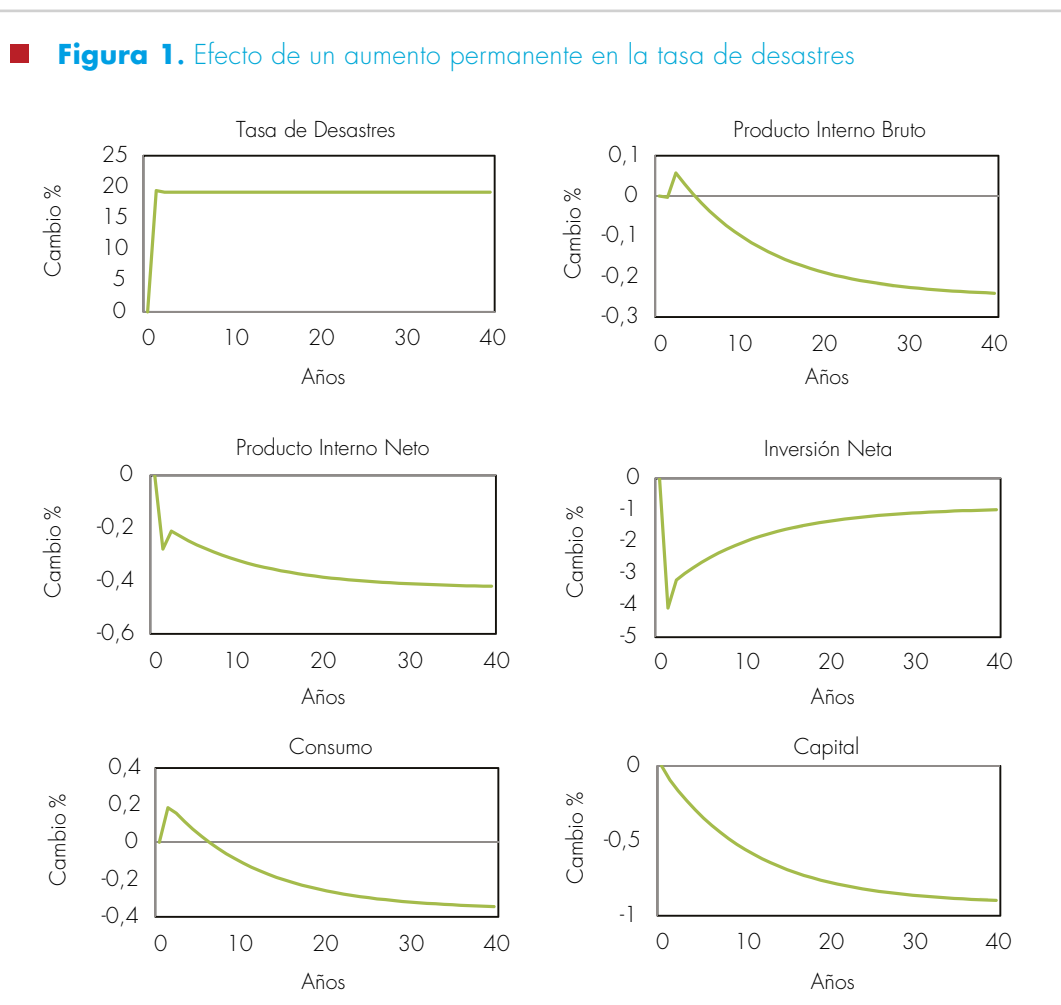 Figura 1. Efecto de un aumento permanente en la tasa de desastres
Tasa de Desastres
Cambio %
25
20
15
10
5
0
0 10 20 30 40
Años
Producto Interno Bruto
Cambio %
0,1
0
-0,1
-0,2
-0,3
0 10 20 30 40
Años
Producto Interno Neto
Cambio %
0
-0,2
-0,4
-0,6
0 10 20 30 40
Años
Inversión Neta
Cambio %
0
-1
-2
-3
-4
-5
0 10 20 30 40
Años
Consumo
Cambio %
0,4
0,2
0
-0,2
-0,4
0 10 20 30 40
Años
Capital
Cambio %
0
-0,5
-1
0 10 20 30 40
Años